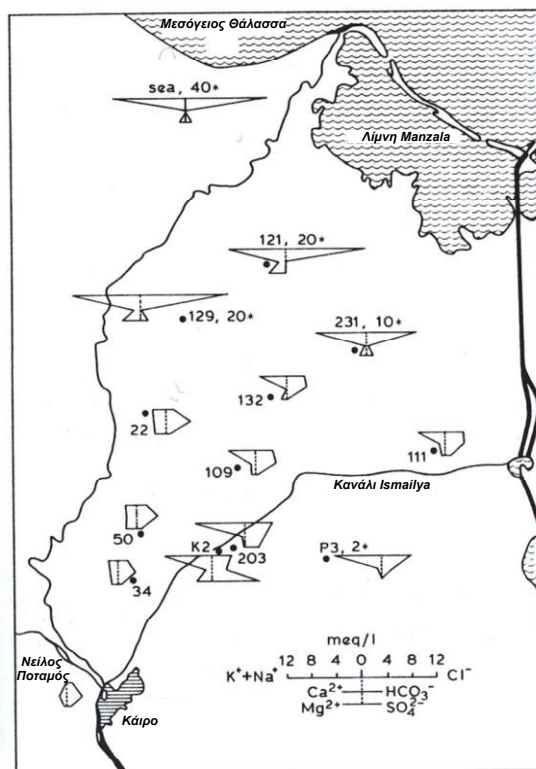 Μεσόγειος Θάλασσα
sea, 40*
Λίμνη Manzala
121, 20*
129, 20*
231, 10*
132
22
111
109
Κανάλι Ismailya
50
K2
203
P3, 2*
34
meq/l
12 8 4 0 4 8 12
K⁺+Na⁺ Cl⁻
Ca²⁺ HCO₃⁻
Mg²⁺ SO₄²⁻
Νείλος
Ποταμός
Κάιρο